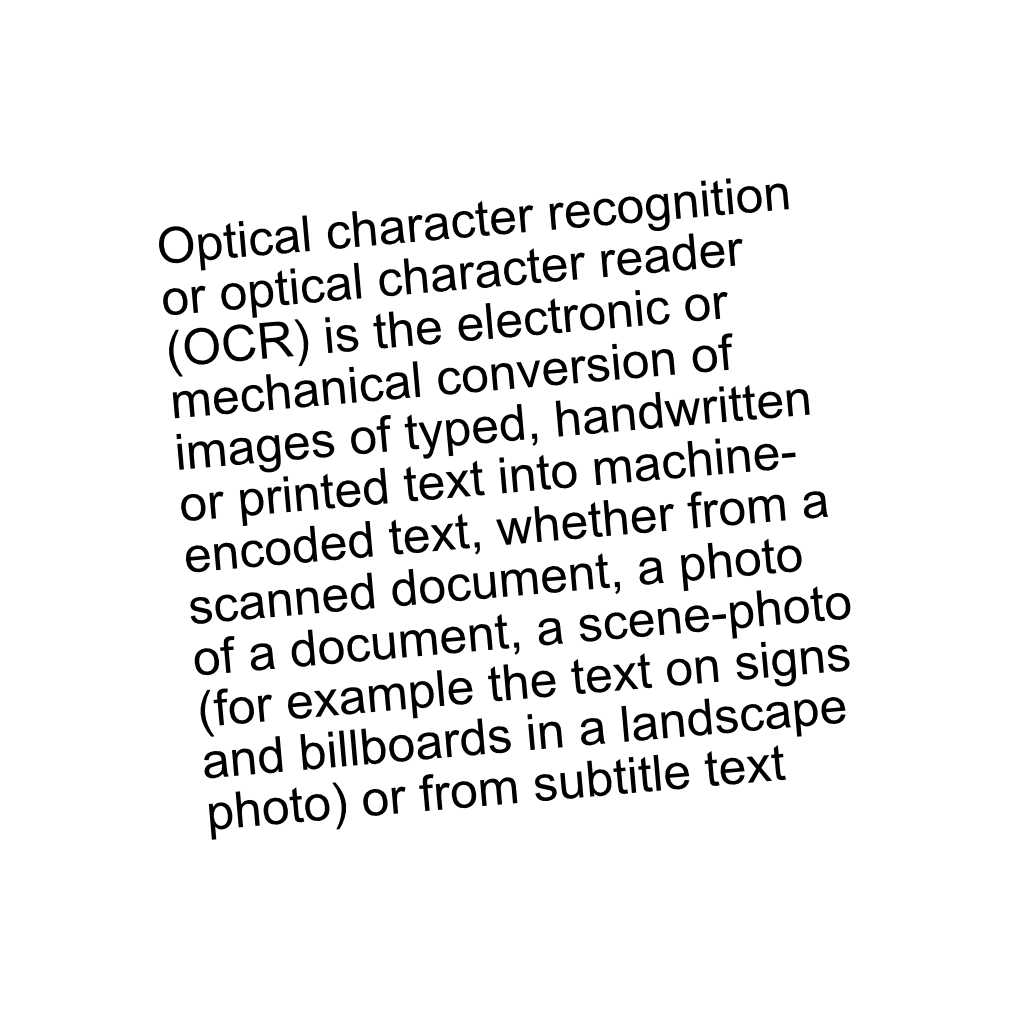 Optical character recognition
or optical character reader
(OCR) is the electronic or
mechanical conversion of
images of typed, handwritten
or printed text into machine-
encoded text, whether from a
scanned document, a photo
of a document, a scene-photo
(for example the text on signs
and billboards in a landscape
photo) or from subtitle text